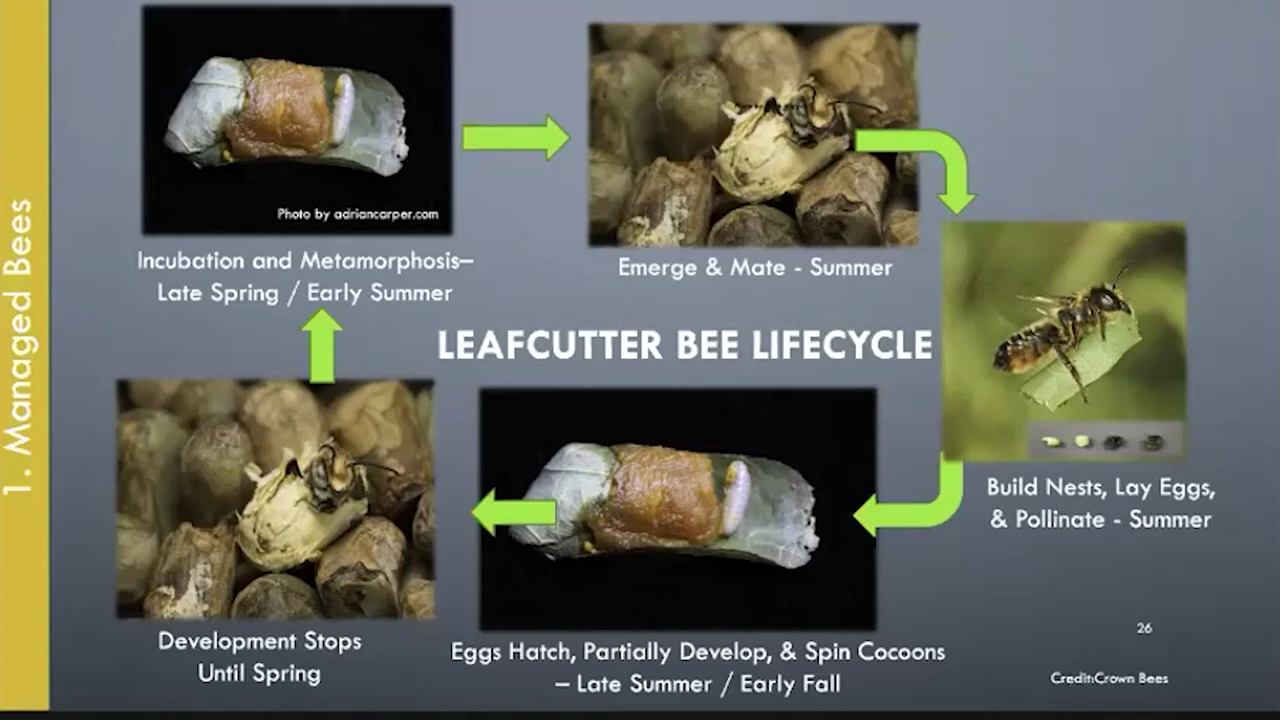 1. Managed Bees
Photo by adriancarper.com
Incubation and Metamorphosis–
Late Spring / Early Summer
Emerge & Mate - Summer
LEAFCUTTER BEE LIFECYCLE
Build Nests, Lay Eggs,
& Pollinate - Summer
Development Stops
Until Spring
Eggs Hatch, Partially Develop, & Spin Cocoons
– Late Summer / Early Fall
26
Credit:Crown Bees